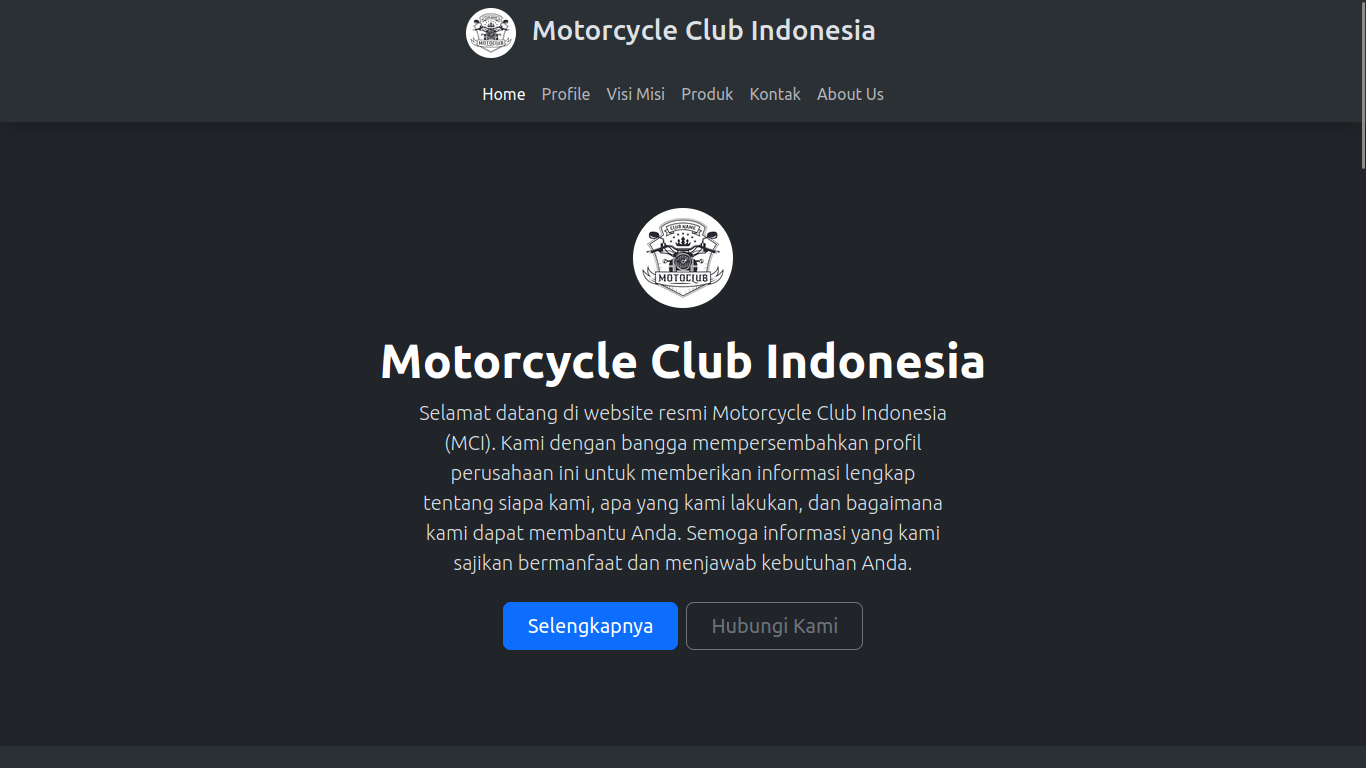 Motorcycle Club Indonesia
Home Profile Visi Misi Produk Kontak About Us
CLUB NAME
MOTOCLUB
Motorcycle Club Indonesia
Selamat datang di website resmi Motorcycle Club Indonesia
(MCI). Kami dengan bangga mempersembahkan profil
perusahaan ini untuk memberikan informasi lengkap
tentang siapa kami, apa yang kami lakukan, dan bagaimana
kami dapat membantu Anda. Semoga informasi yang kami
sajikan bermanfaat dan menjawab kebutuhan Anda.
Selengkapnya Hubungi Kami